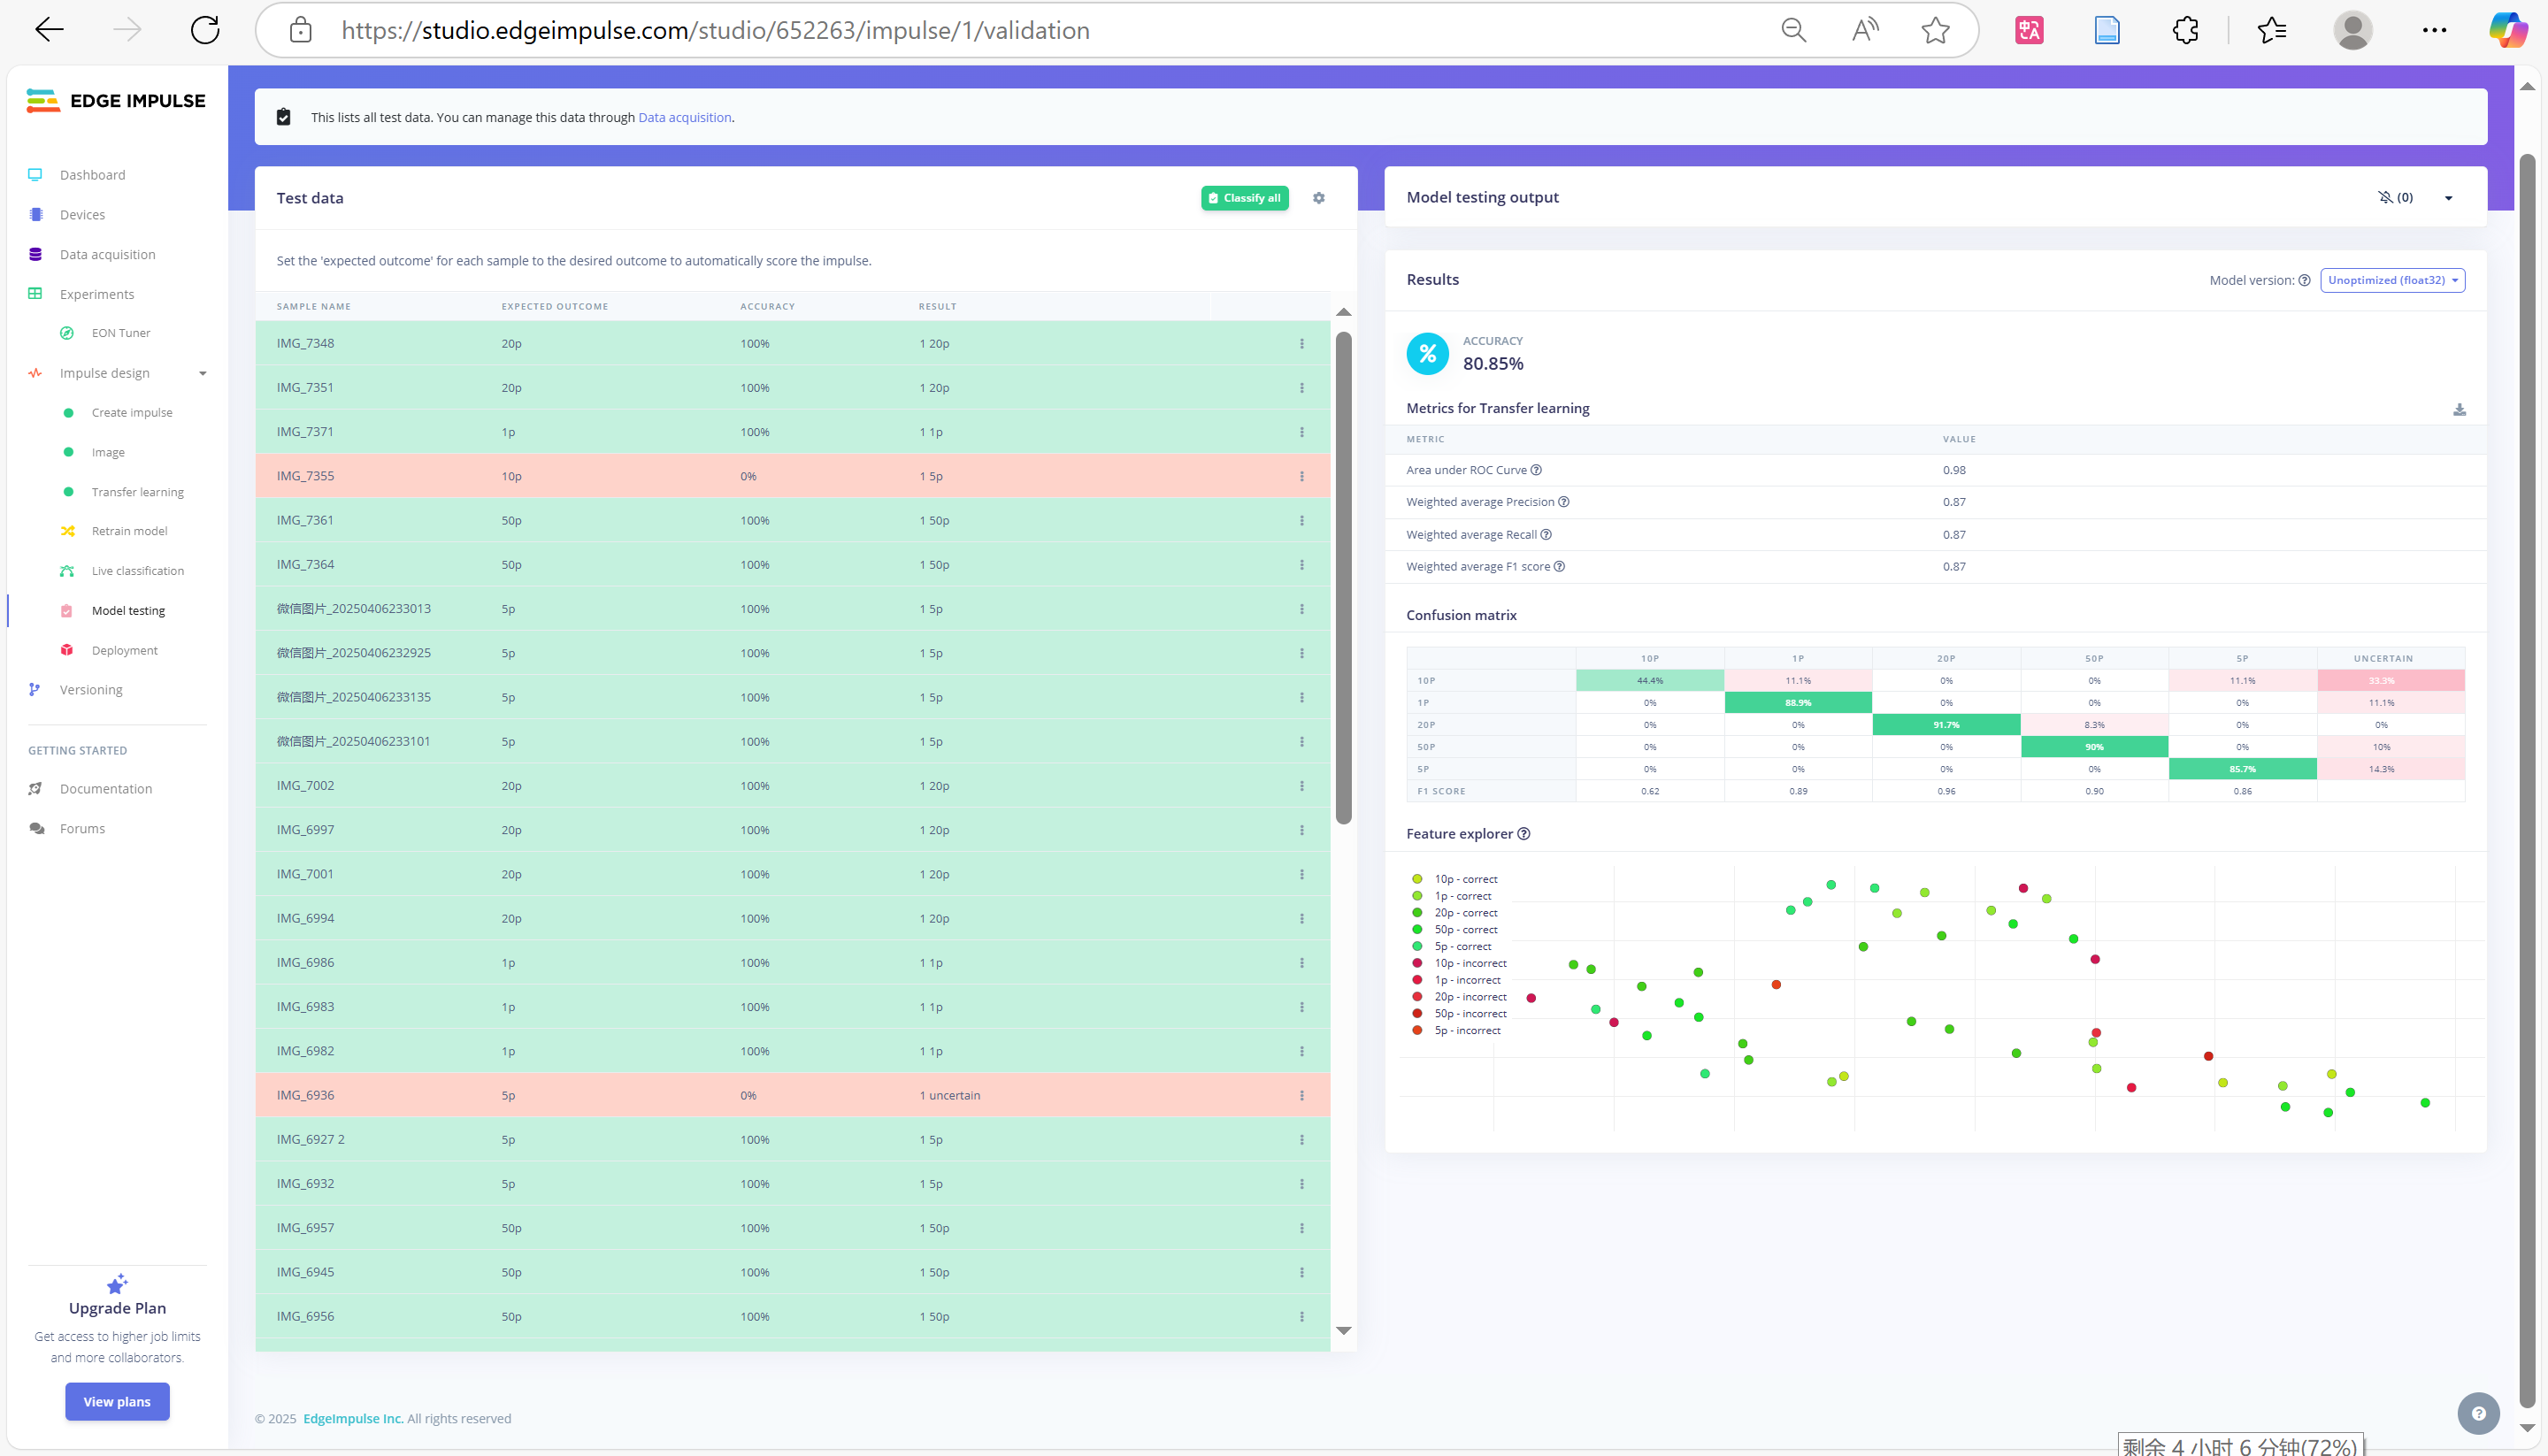 https://studio.edgeimpulse.com/studio/652263/impulse/1/validation
EDGE IMPULSE
Dashboard
Devices
Data acquisition
Experiments
EON Tuner
Impulse design
Create impulse
Image
Transfer learning
Retrain model
Live classification
Model testing
Deployment
Versioning
GETTING STARTED
Documentation
Forums
Upgrade Plan
Get access to higher job limits
and more collaborators.
View plans
This lists all test data. You can manage this data through Data acquisition.
Test data
Classify all
Set the 'expected outcome' for each sample to the desired outcome to automatically score the impulse.
SAMPLE NAME EXPECTED OUTCOME ACCURACY RESULT
IMG_7348 20p 100% 1 20p
IMG_7351 20p 100% 1 20p
IMG_7371 1p 100% 1 1p
IMG_7355 10p 0% 1 5p
IMG_7361 50p 100% 1 50p
IMG_7364 50p 100% 1 50p
微信图片_20250406233013 5p 100% 1 5p
微信图片_20250406232925 5p 100% 1 5p
微信图片_20250406233135 5p 100% 1 5p
微信图片_20250406233101 5p 100% 1 5p
IMG_7002 20p 100% 1 20p
IMG_6997 20p 100% 1 20p
IMG_7001 20p 100% 1 20p
IMG_6994 20p 100% 1 20p
IMG_6986 1p 100% 1 1p
IMG_6983 1p 100% 1 1p
IMG_6982 1p 100% 1 1p
IMG_6936 5p 0% 1 uncertain
IMG_6927 2 5p 100% 1 5p
IMG_6932 5p 100% 1 5p
IMG_6957 50p 100% 1 50p
IMG_6945 50p 100% 1 50p
IMG_6956 50p 100% 1 50p
© 2025 EdgeImpulse Inc. All rights reserved
Model testing output
(0)
Results
Model version: Unoptimized (float32)
%
ACCURACY
80.85%
Metrics for Transfer learning
METRIC VALUE
Area under ROC Curve 0.98
Weighted average Precision 0.87
Weighted average Recall 0.87
Weighted average F1 score 0.87
Confusion matrix
10P 1P 20P 50P 5P UNCERTAIN
10P 44.4% 11.1% 0% 0% 11.1% 33.3%
1P 0% 88.9% 0% 0% 0% 11.1%
20P 0% 0% 91.7% 8.3% 0% 0%
50P 0% 0% 0% 90% 0% 10%
5P 0% 0% 0% 0% 85.7% 14.3%
F1 SCORE 0.62 0.89 0.96 0.90 0.86
Feature explorer
10p - correct
1p - correct
20p - correct
50p - correct
5p - correct
10p - incorrect
1p - incorrect
20p - incorrect
50p - incorrect
5p - incorrect
剩余 4 小时 6 分钟(72%)